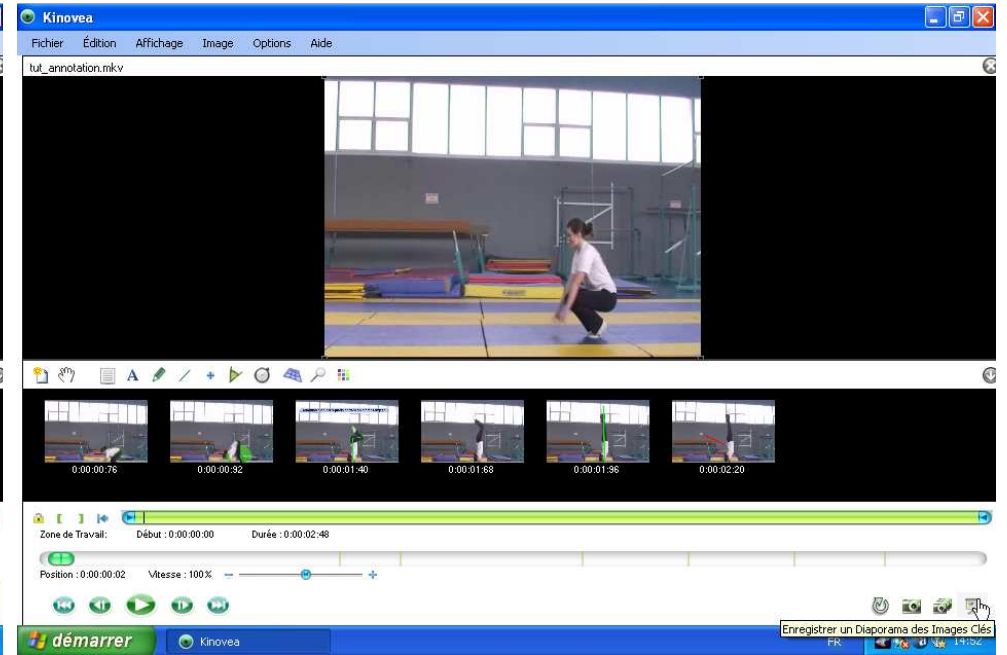 Kinovea
Fichier Édition Affichage Image Options Aide
tut_annotation.mkv
A
0:00:00:76 0:00:00:92 0:00:01:40 0:00:01:68 0:00:01:96 0:00:02:20
Zone de Travail: Début : 0:00:00:00 Durée : 0:00:02:48
Position : 0:00:00:02 Vitesse : 100%
Enregistrer un Diaporama des Images Clés
démarrer Kinovea FR 14:52